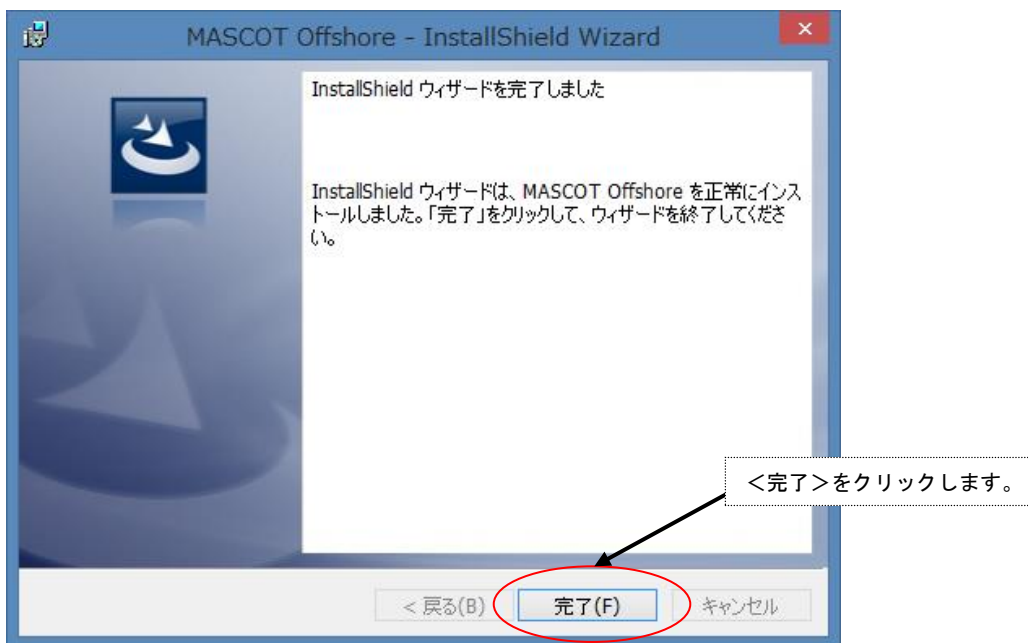 MASCOT Offshore - InstallShield Wizard
InstallShield ウィザードを完了しました
InstallShield ウィザードは、MASCOT Offshore を正常にインス
トールしました。「完了」をクリックして、ウィザードを終了してくださ
い。
＜完了＞をクリックします。
< 戻る(B)
完了(F)
キャンセル